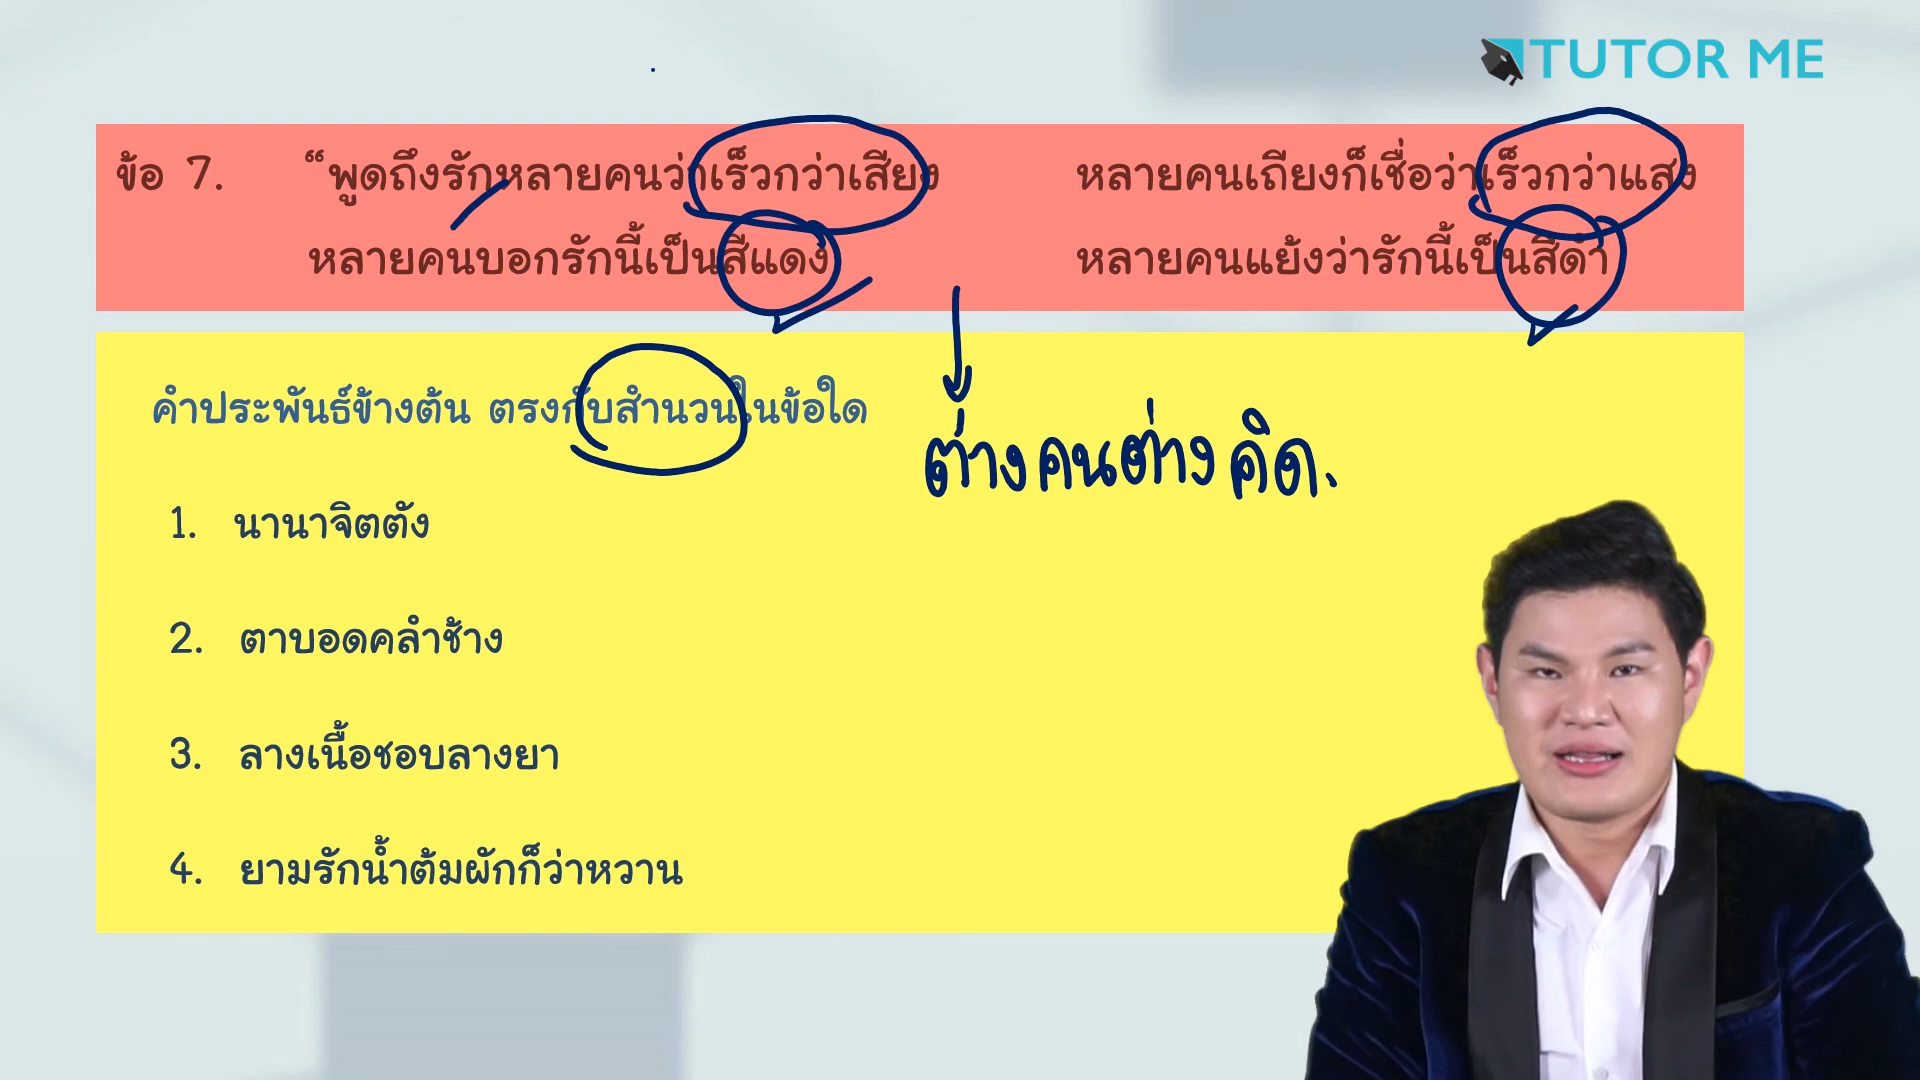 TUTOR ME
ข้อ 7. “พูดถึงรักหลายคนว่าเร็วกว่าเสียง หลายคนเถียงก็เชื่อว่าเร็วกว่าแสง
หลายคนบอกรักนี้เป็นสีแดง หลายคนแย้งว่ารักนี้เป็นสีดำ
คำประพันธ์ข้างต้น ตรงกับสำนวนในข้อใด
ต่างคนต่างคิด.
1. นานาจิตตัง
2. ตาบอดคลำช้าง
3. ลางเนื้อชอบลางยา
4. ยามรักน้ำต้มผักก็ว่าหวาน